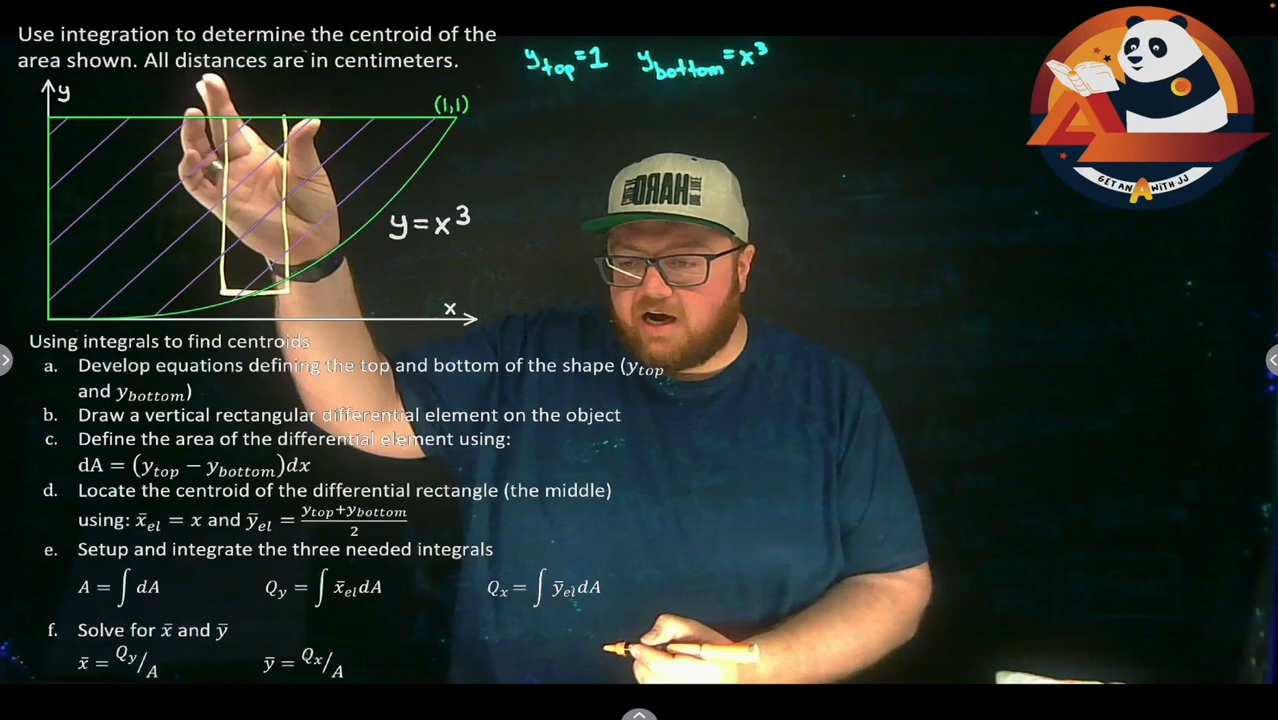 Use integration to determine the centroid of the
area shown. All distances are in centimeters.
y_top=1 y_bottom=x³
y
(1,1)
y=x³
x
GET AN A WITH JJ
HARD
Using integrals to find centroids
a. Develop equations defining the top and bottom of the shape (y_top
and y_bottom)
b. Draw a vertical rectangular differential element on the object
c. Define the area of the differential element using:
dA = (y_top − y_bottom)dx
d. Locate the centroid of the differential rectangle (the middle)
using: x̄_el = x and ȳ_el = (y_top+y_bottom)/2
e. Setup and integrate the three needed integrals
A = ∫ dA Q_y = ∫ x̄_el dA Q_x = ∫ ȳ_el dA
f. Solve for x̄ and ȳ
x̄ = Q_y/A ȳ = Q_x/A